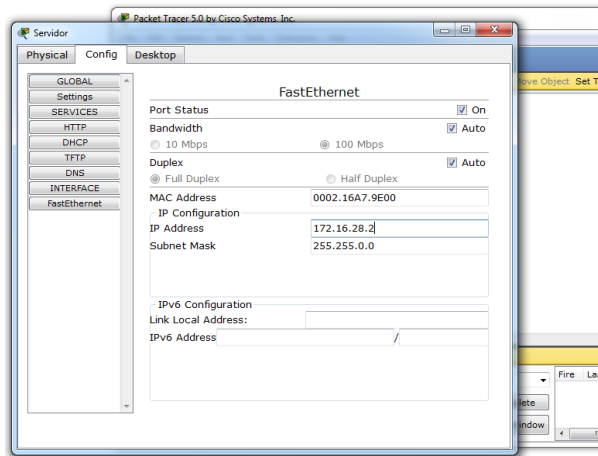 Packet Tracer 5.0 by Cisco Systems, Inc.
Servidor
Physical Config Desktop
Move Object Set T
GLOBAL
Settings
SERVICES
HTTP
DHCP
TFTP
DNS
INTERFACE
FastEthernet
FastEthernet
Port Status On
Bandwidth Auto
10 Mbps 100 Mbps
Duplex Auto
Full Duplex Half Duplex
MAC Address 0002.16A7.9E00
IP Configuration
IP Address 172.16.28.2
Subnet Mask 255.255.0.0
IPv6 Configuration
Link Local Address:
IPv6 Address /
Fire La
lete
indow